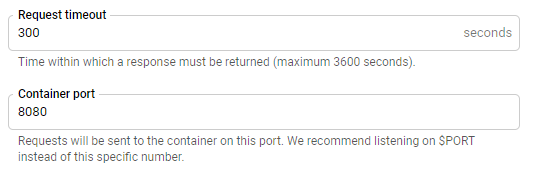 Request timeout
300 seconds
Time within which a response must be returned (maximum 3600 seconds).
Container port
8080
Requests will be sent to the container on this port. We recommend listening on $PORT
instead of this specific number.